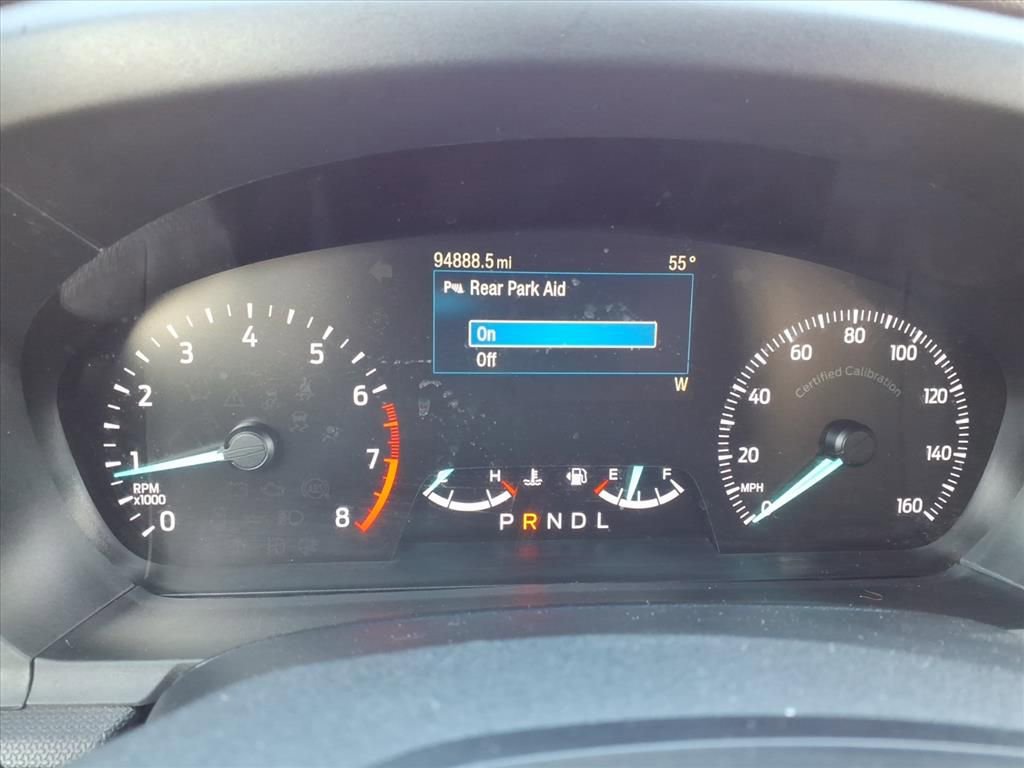 94888.5 mi 55°
P Rear Park Aid
On
Off
W
0 1 2 3 4 5 6 7 8
RPM
x1000
H E F
P R N D L
0 20 40 60 80 100 120 140 160
MPH
Certified Calibration
ABS